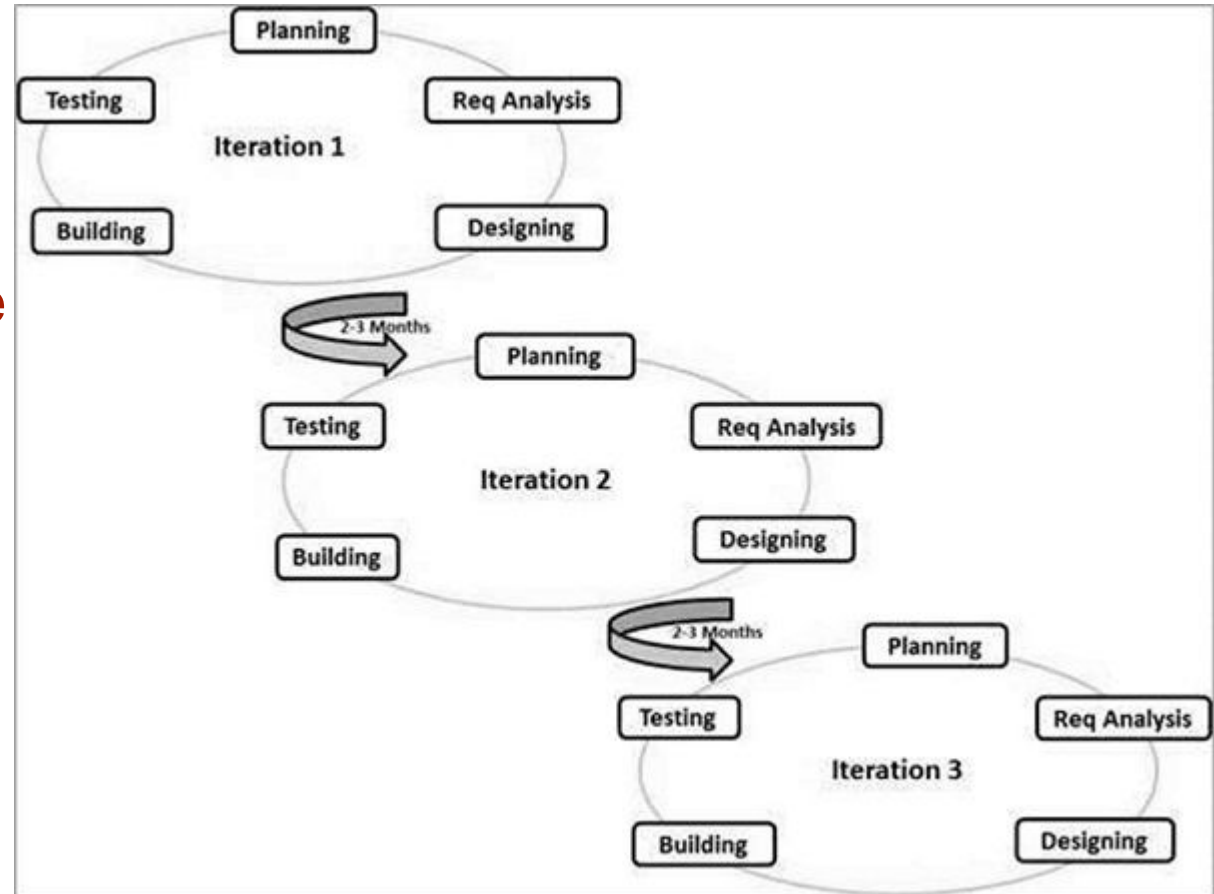 Planning
Testing
Req Analysis
Iteration 1
Building
Designing
e
2-3 Months
Planning
Testing
Req Analysis
Iteration 2
Building
Designing
2-3 Months
Planning
Testing
Req Analysis
Iteration 3
Building
Designing